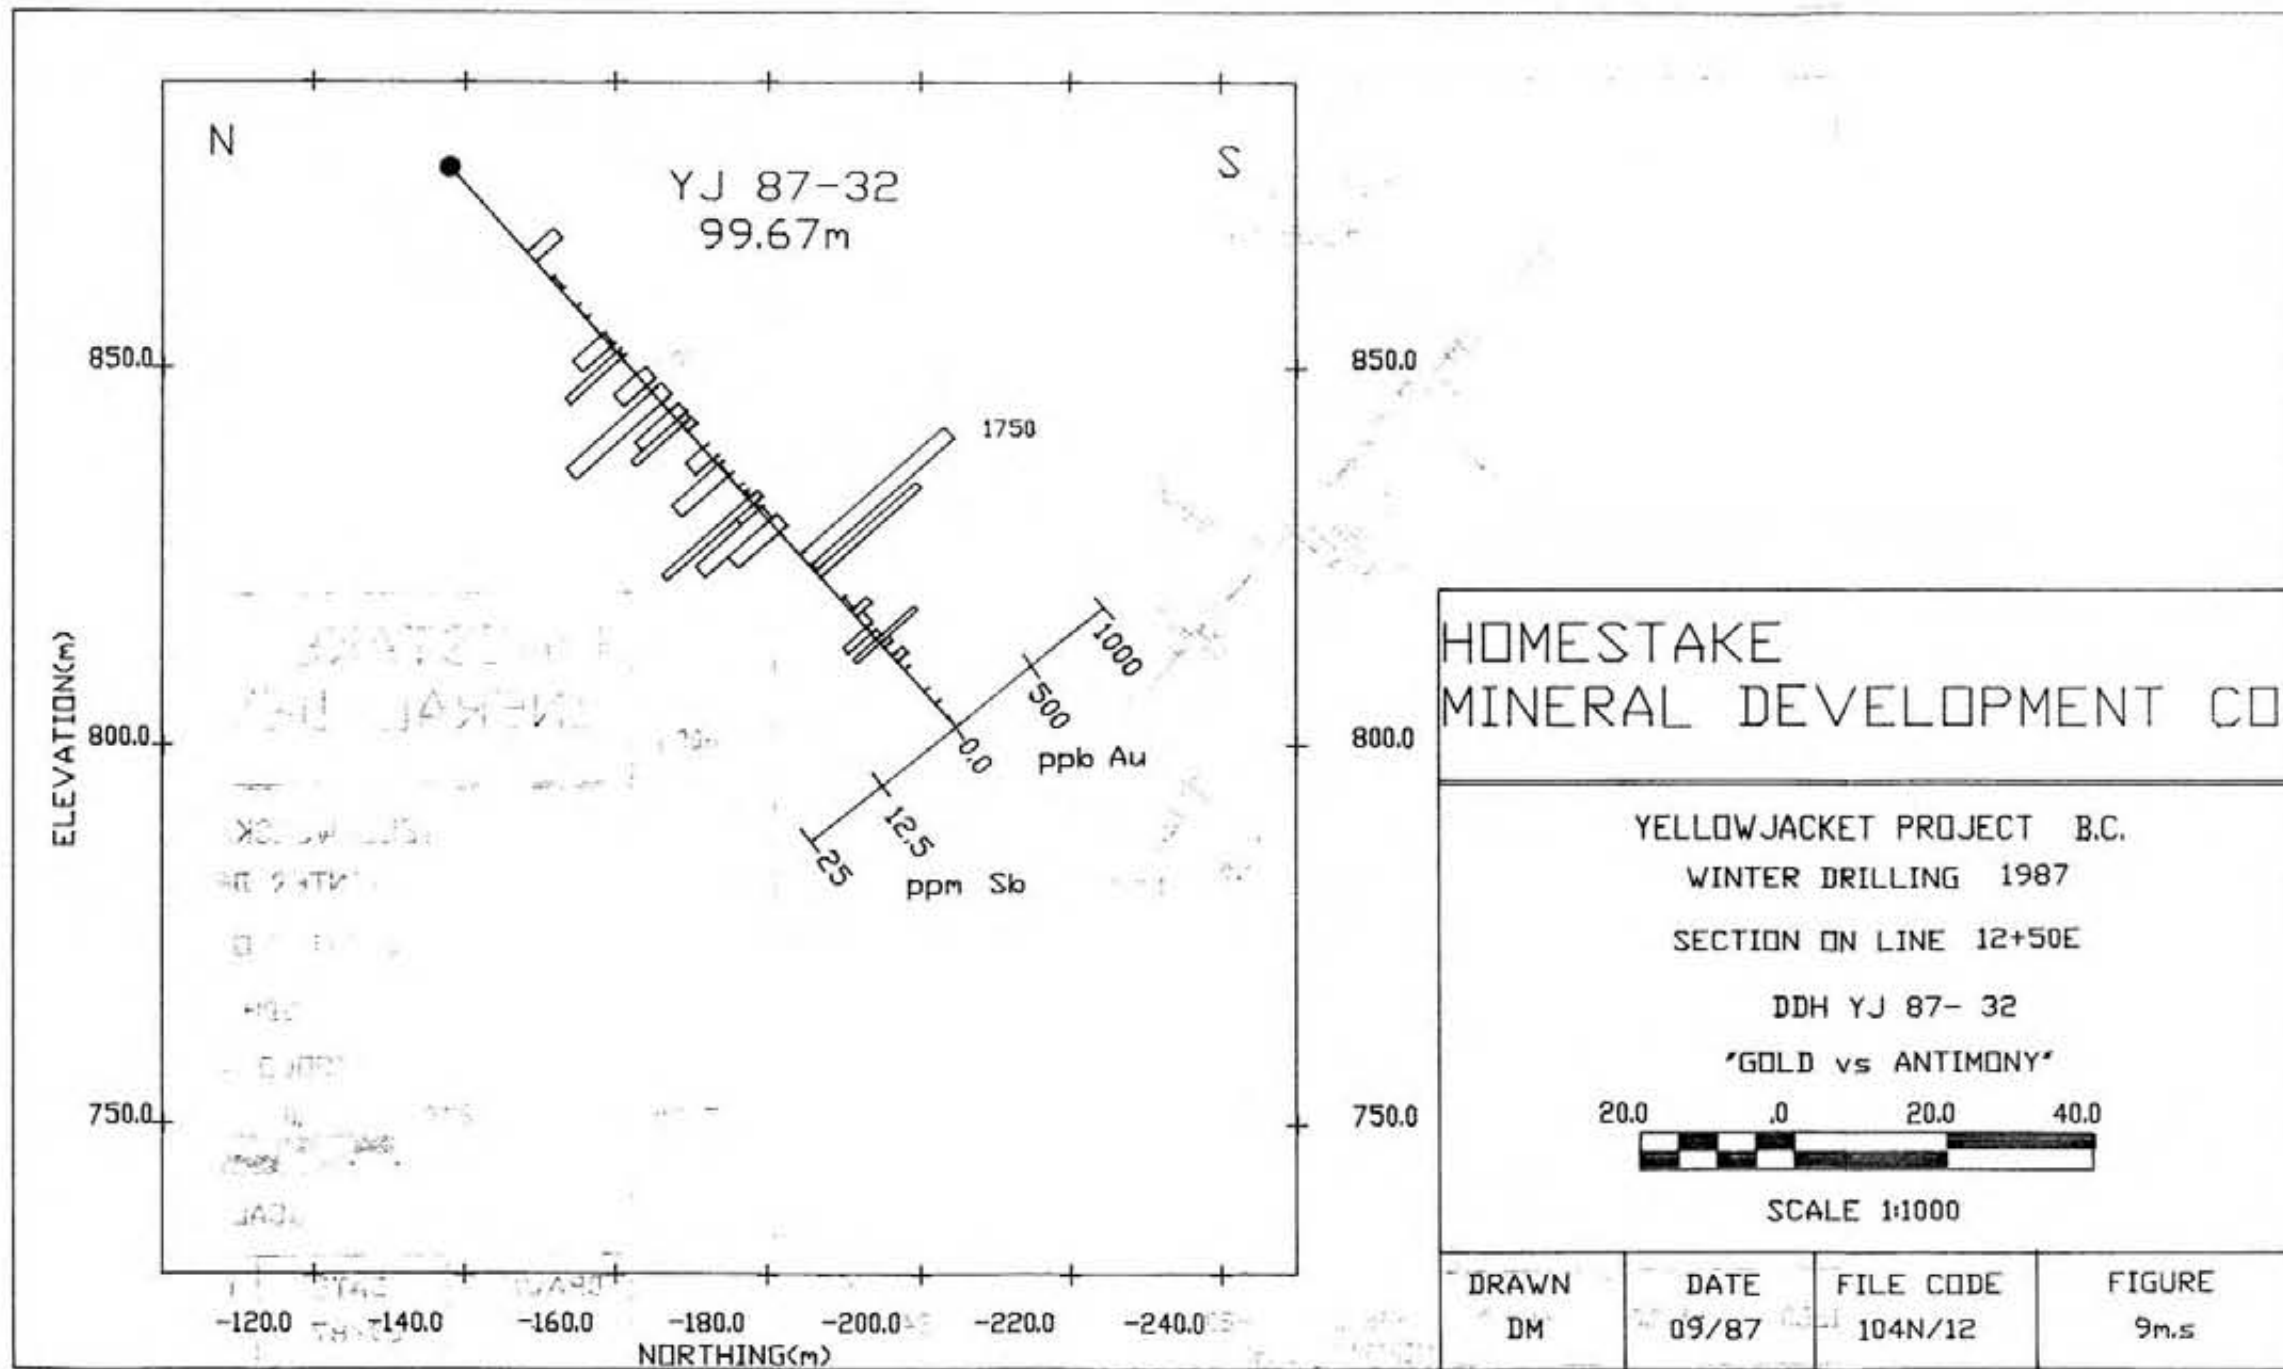 N
S
YJ 87-32
99.67m
850.0
850.0
1750
1000
500
0.0
ppb Au
12.5
25
ppm Sb
800.0
800.0
ELEVATION(m)
750.0
750.0
-120.0
-140.0
-160.0
-180.0
-200.0
-220.0
-240.0
NORTHING(m)
HOMESTAKE
MINERAL DEVELOPMENT CO
YELLOWJACKET PROJECT B.C.
WINTER DRILLING 1987
SECTION ON LINE 12+50E
DDH YJ 87- 32
"GOLD vs ANTIMONY"
20.0 .0 20.0 40.0
SCALE 1:1000
DRAWN DATE FILE CODE FIGURE
DM 09/87 104N/12 9m.s